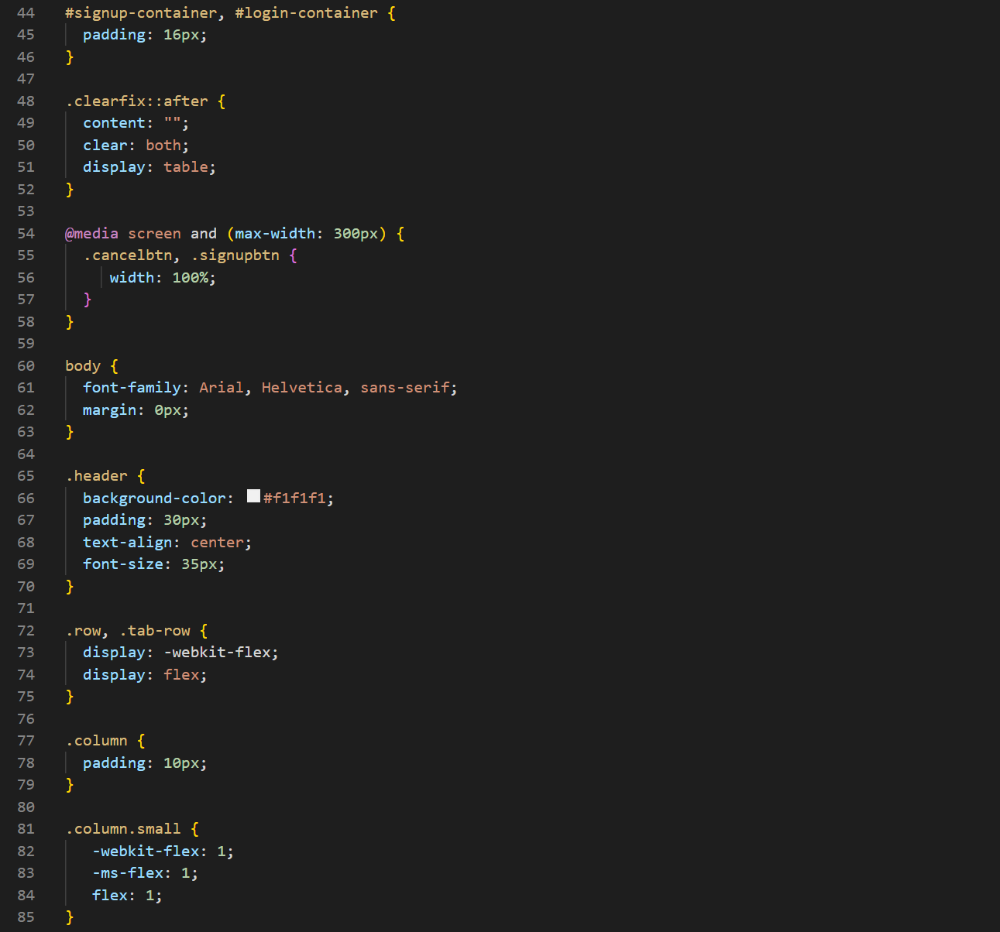 44 #signup-container, #login-container {
45 padding: 16px;
46 }
47
48 .clearfix::after {
49 content: "";
50 clear: both;
51 display: table;
52 }
53
54 @media screen and (max-width: 300px) {
55 .cancelbtn, .signupbtn {
56 width: 100%;
57 }
58 }
59
60 body {
61 font-family: Arial, Helvetica, sans-serif;
62 margin: 0px;
63 }
64
65 .header {
66 background-color: #f1f1f1;
67 padding: 30px;
68 text-align: center;
69 font-size: 35px;
70 }
71
72 .row, .tab-row {
73 display: -webkit-flex;
74 display: flex;
75 }
76
77 .column {
78 padding: 10px;
79 }
80
81 .column.small {
82 -webkit-flex: 1;
83 -ms-flex: 1;
84 flex: 1;
85 }